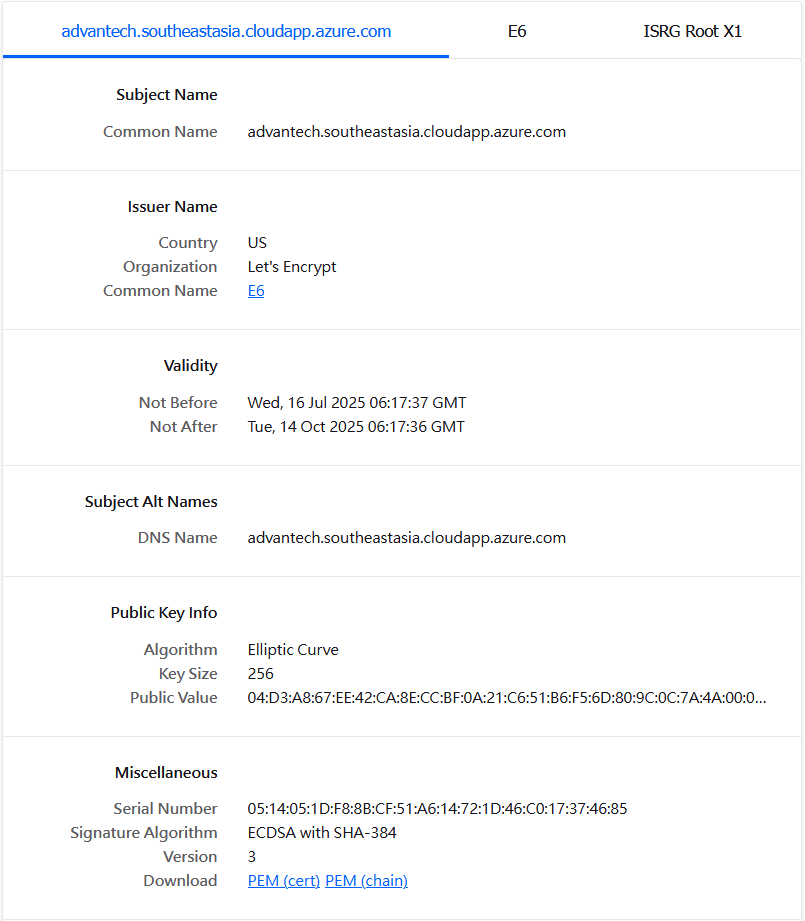 advantech.southeastasia.cloudapp.azure.com E6 ISRG Root X1
Subject Name
Common Name advantech.southeastasia.cloudapp.azure.com
Issuer Name
Country US
Organization Let's Encrypt
Common Name E6
Validity
Not Before Wed, 16 Jul 2025 06:17:37 GMT
Not After Tue, 14 Oct 2025 06:17:36 GMT
Subject Alt Names
DNS Name advantech.southeastasia.cloudapp.azure.com
Public Key Info
Algorithm Elliptic Curve
Key Size 256
Public Value 04:D3:A8:67:EE:42:CA:8E:CC:BF:0A:21:C6:51:B6:F5:6D:80:9C:0C:7A:4A:00:0...
Miscellaneous
Serial Number 05:14:05:1D:F8:8B:CF:51:A6:14:72:1D:46:C0:17:37:46:85
Signature Algorithm ECDSA with SHA-384
Version 3
Download PEM (cert) PEM (chain)